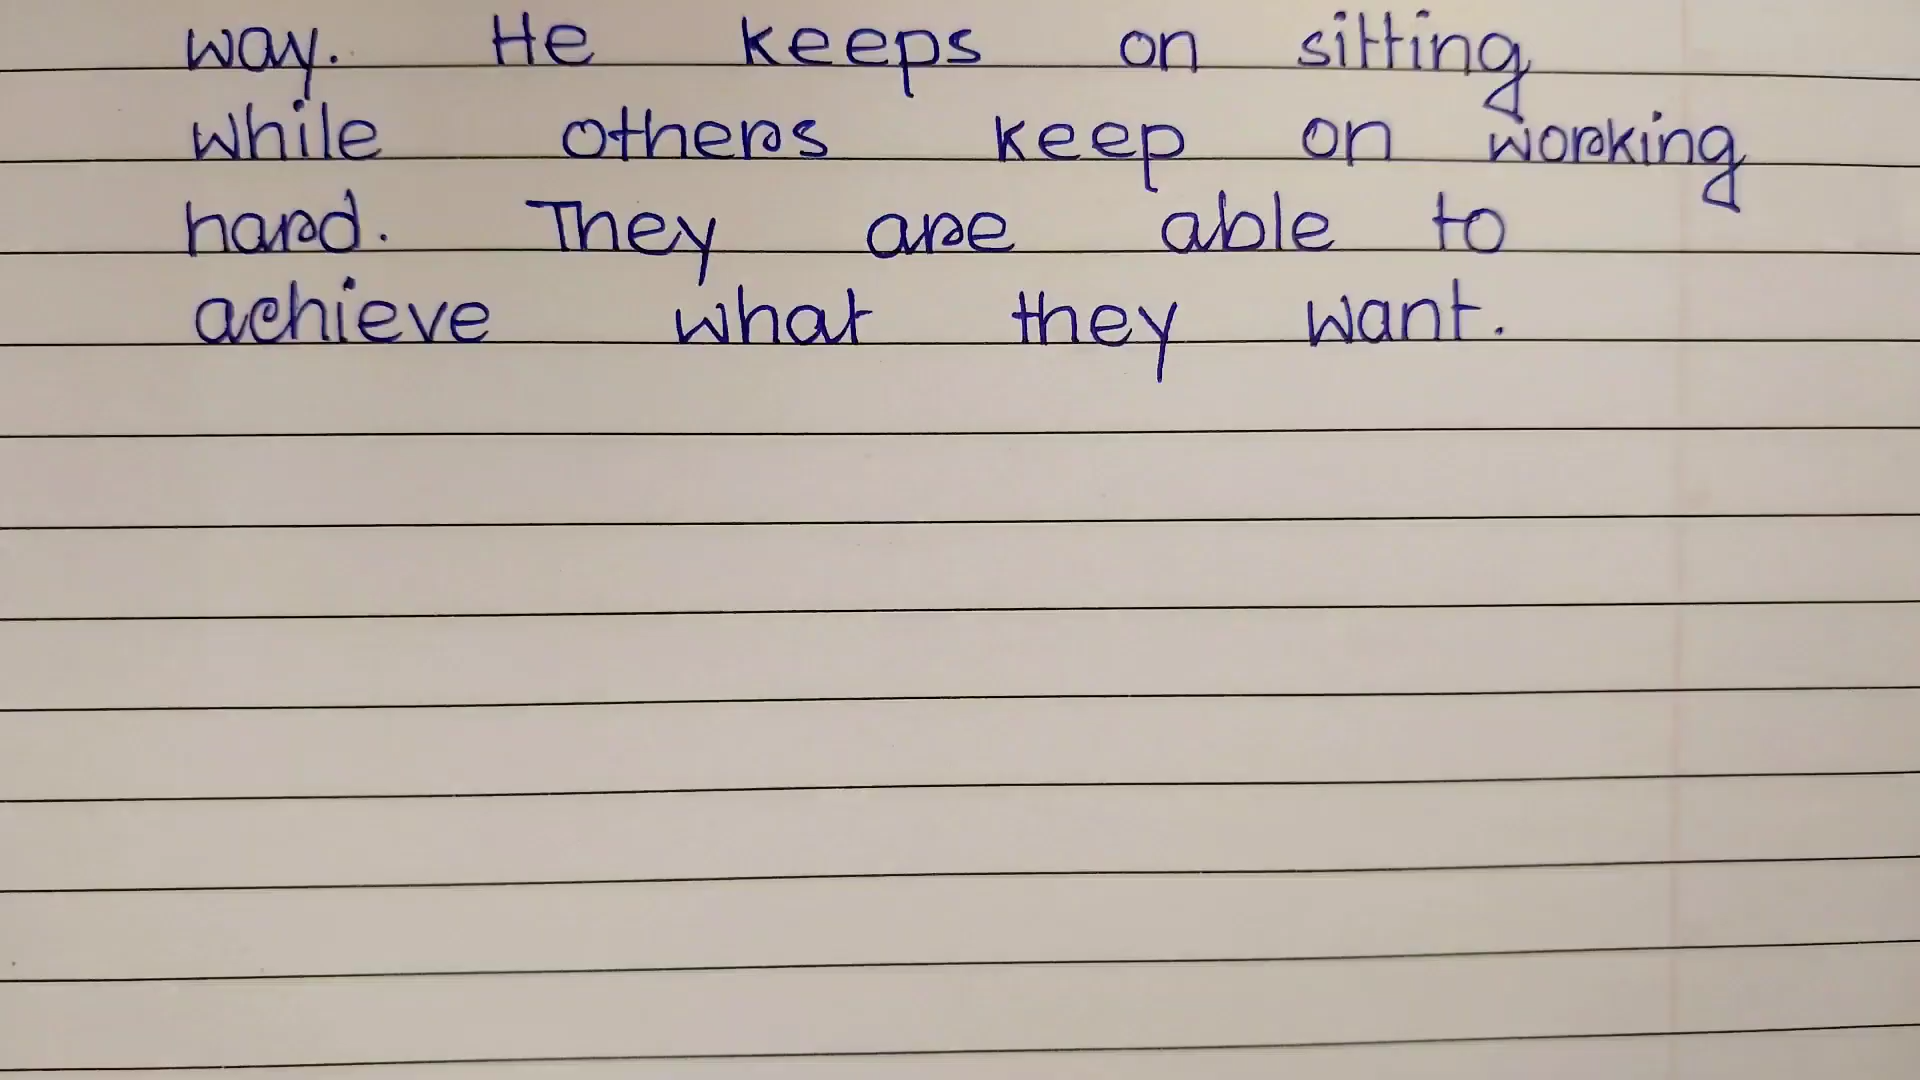 way. He keeps on sitting
while others keep on working
hard. They are able to
achieve what they want.